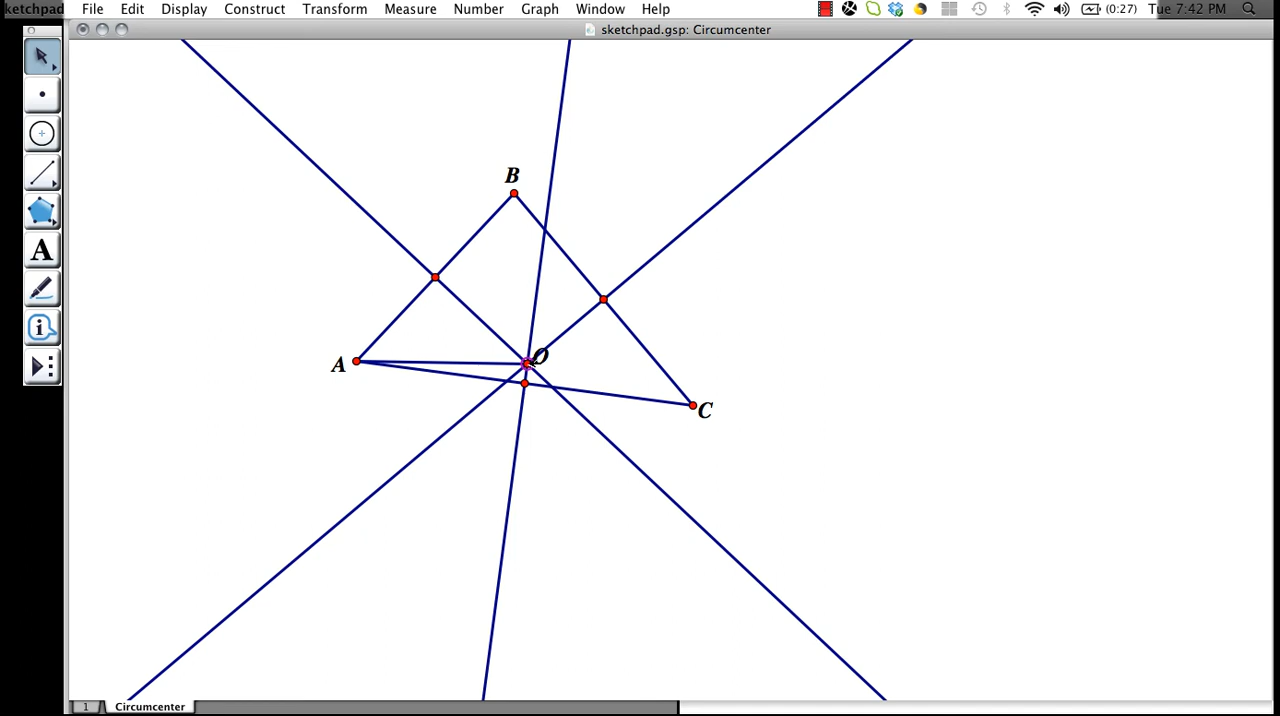 ketchpad File Edit Display Construct Transform Measure Number Graph Window Help (0:27) Tue 7:42 PM
sketchpad.gsp: Circumcenter
B
A
O
C
A
1 Circumcenter